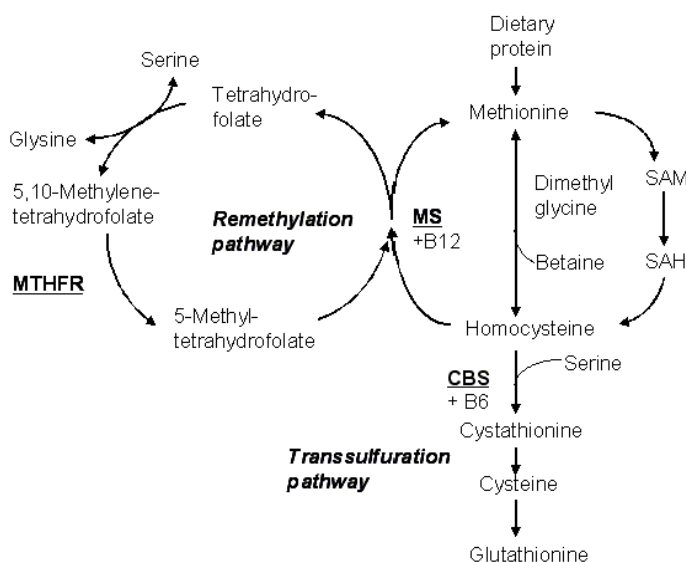 Dietary
protein
Serine
Tetrahydro-
folate
Methionine
Glysine
5,10-Methylene-
tetrahydrofolate
Dimethyl
glycine
SAM
Remethylation
pathway
MS
+B12
Betaine
SAH
MTHFR
5-Methyl-
tetrahydrofolate
Homocysteine
CBS
+ B6
Serine
Cystathionine
Transsulfuration
pathway
Cysteine
Glutathionine